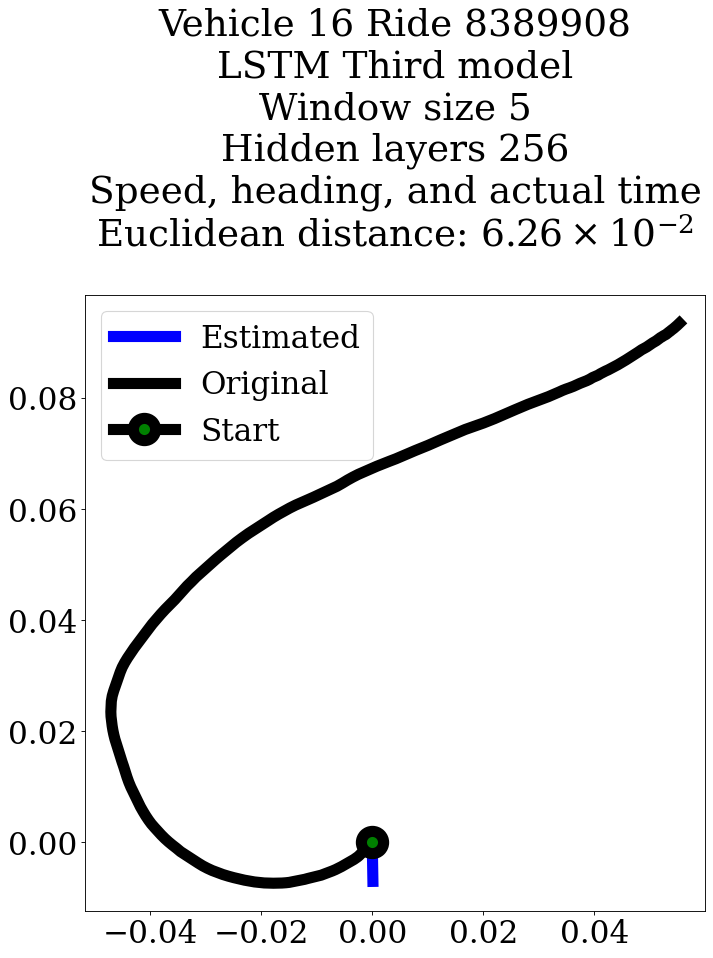 Vehicle 16 Ride 8389908
LSTM Third model
Window size 5
Hidden layers 256
Speed, heading, and actual time
Euclidean distance: 6.26 × 10⁻²
Estimated
Original
Start
0.08
0.06
0.04
0.02
0.00
−0.04 −0.02 0.00 0.02 0.04